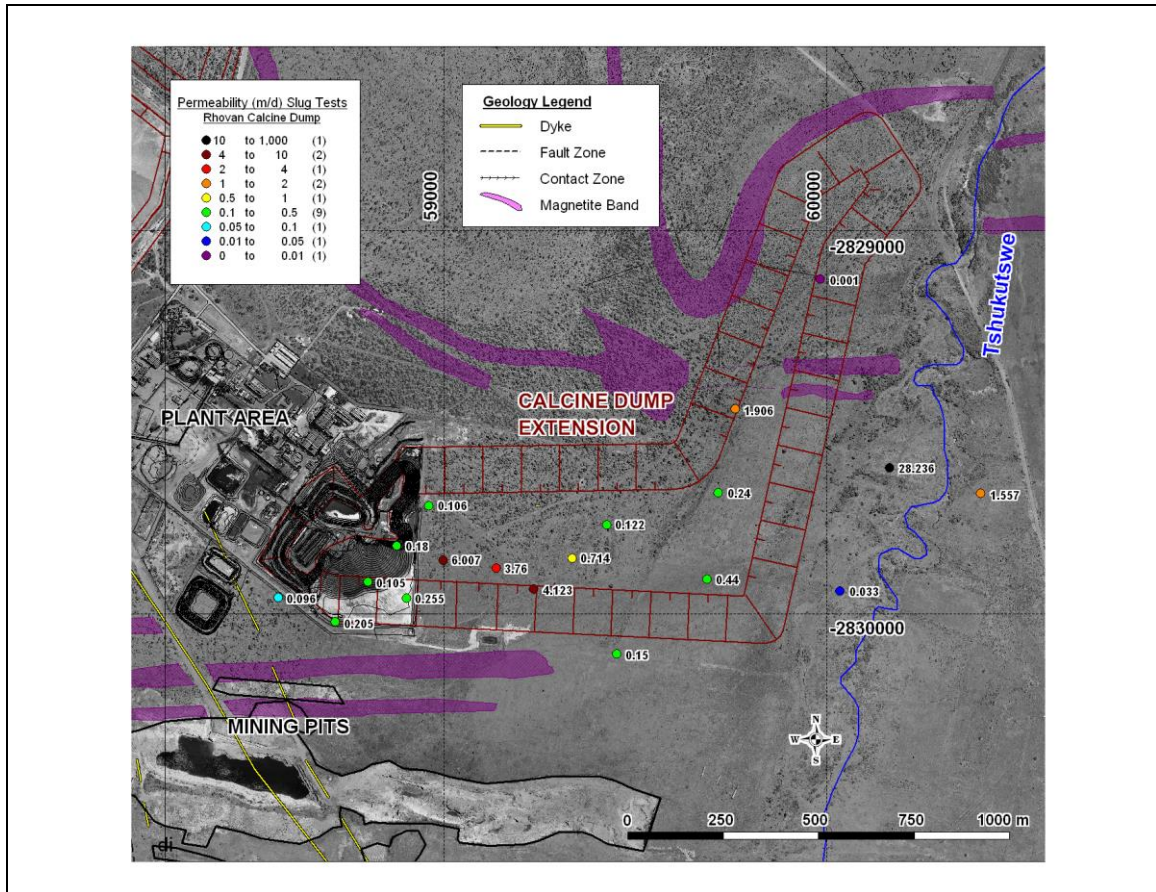 Permeability (m/d) Slug Tests
Rhovan Calcine Dump
10 to 1,000 (1)
4 to 10 (2)
2 to 4 (1)
1 to 2 (2)
0.5 to 1 (1)
0.1 to 0.5 (9)
0.05 to 0.1 (1)
0.01 to 0.05 (1)
0 to 0.01 (1)
Geology Legend
Dyke
Fault Zone
Contact Zone
Magnetite Band
59000
60000
-2829000
0.001
Tshukutswe
PLANT AREA
CALCINE DUMP
EXTENSION
1.906
28.236
1.557
0.24
0.106
0.122
0.18
6.007
3.76
0.714
0.44
0.105
4.123
0.033
0.096
0.255
0.205
-2830000
0.15
MINING PITS
N
W E
S
0 250 500 750 1000 m
di